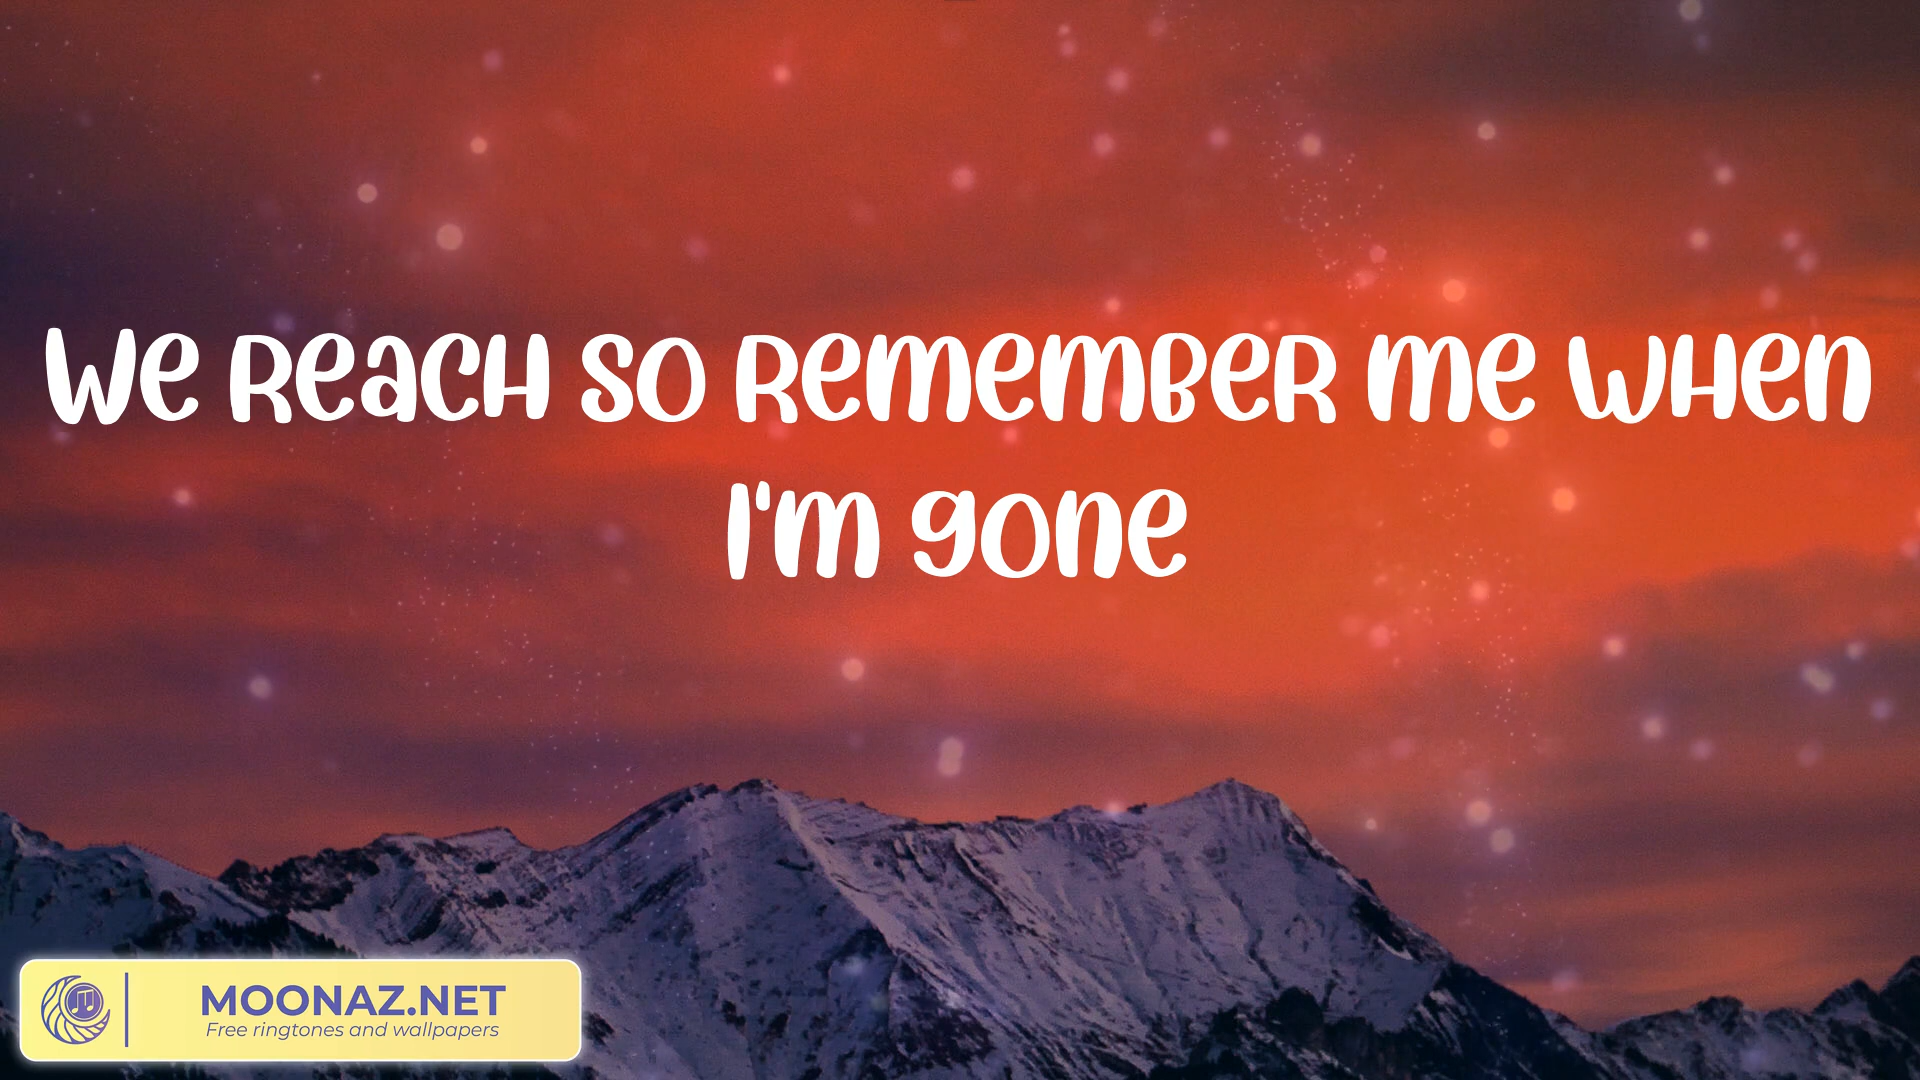 We reach so remember me when
I'm gone
MOONAZ.NET
Free ringtones and wallpapers